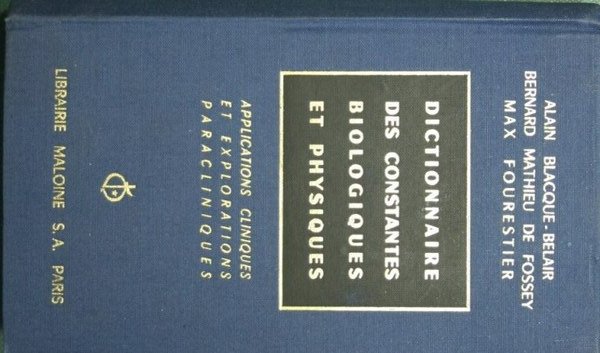 ALAIN BLACQUE-BELAIR
BERNARD MATHIEU DE FOSSEY
MAX FOURESTIER
DICTIONNAIRE
DES CONSTANTES
BIOLOGIQUES
ET PHYSIQUES
APPLICATIONS CLINIQUES
ET EXPLORATIONS
PARACLINIQUES
LIBRAIRIE MALOINE S.A. PARIS